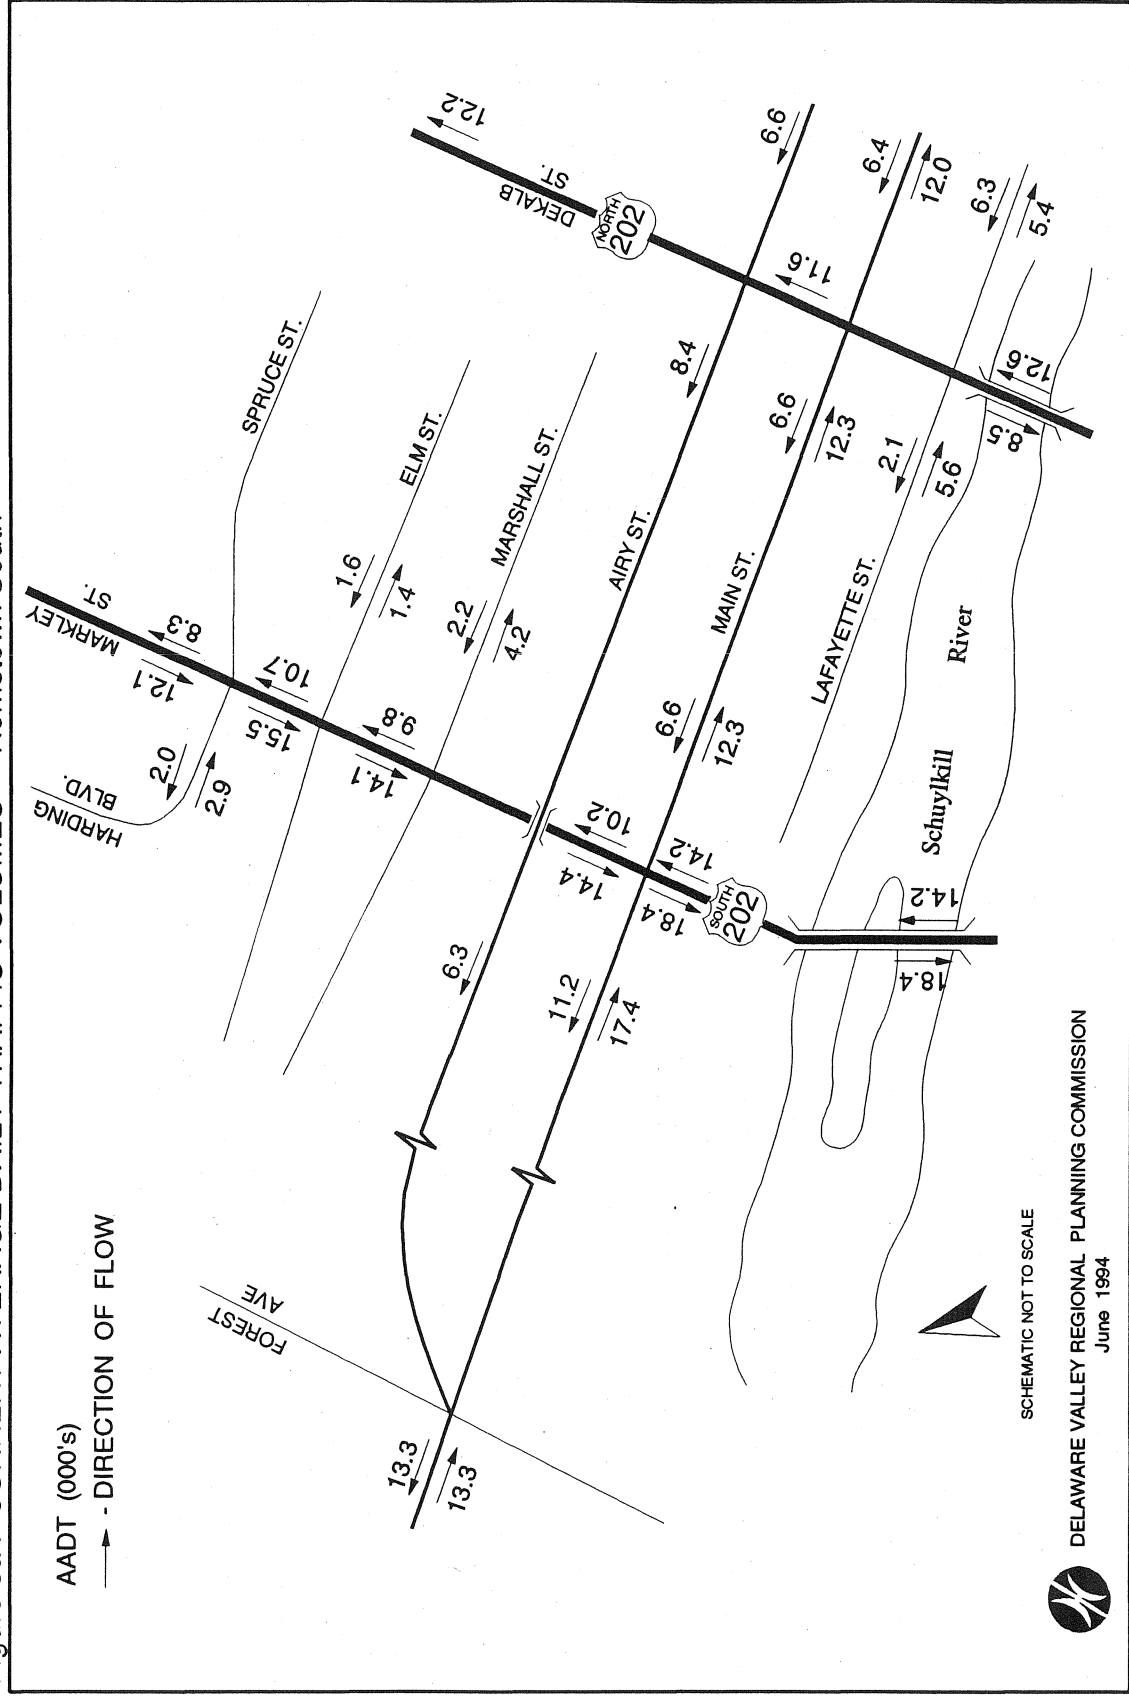 AADT (000's)
- DIRECTION OF FLOW
HARDING
BLVD.
MARKLEY
ST.
12.1
8.3
2.0
2.9
15.5
10.7
SPRUCE ST.
1.6
1.4
ELM ST.
14.1
9.8
2.2
4.2
MARSHALL ST.
DEKALB
ST.
12.2
NORTH
202
FOREST
AVE
13.3
13.3
6.3
AIRY ST.
8.4
6.6
14.4
10.2
11.2
17.4
18.4
14.2
6.6
12.3
MAIN ST.
6.6
12.3
11.6
6.4
12.0
SOUTH
202
LAFAYETTE ST.
2.1
5.6
6.3
5.4
18.4
14.2
Schuylkill
River
8.5
12.6
SCHEMATIC NOT TO SCALE
DELAWARE VALLEY REGIONAL PLANNING COMMISSION
June 1994